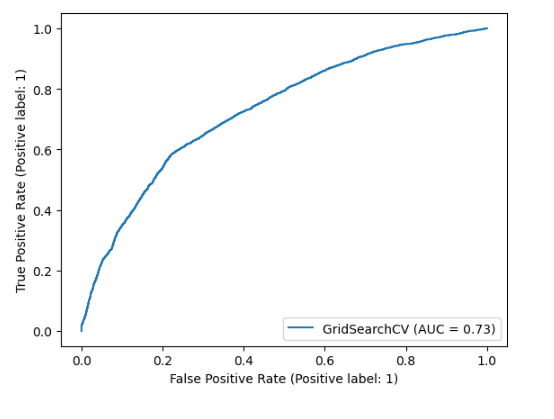 1.0
0.8
0.6
0.4
0.2
0.0
True Positive Rate (Positive label: 1)
GridSearchCV (AUC = 0.73)
0.0 0.2 0.4 0.6 0.8 1.0
False Positive Rate (Positive label: 1)